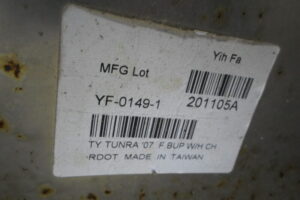 Yih Fa
MFG Lot
YF-0149-1
201105A
TY TUNRA '07 F.BUP W/H CH
RDOT MADE IN TAIWAN